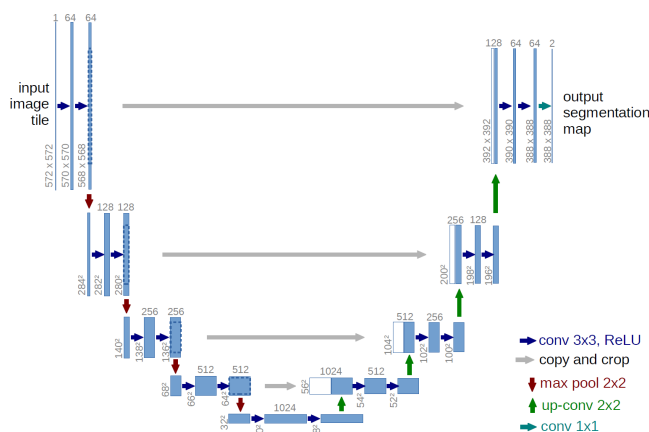 1
64
64
128
64
64
2
input
image
tile
output
segmentation
map
572 x 572
570 x 570
568 x 568
392 x 392
390 x 390
388 x 388
388 x 388
128
128
256
128
284²
282²
280²
200²
198²
196²
256
256
512
256
140²
138²
136²
104²
102²
100²
512
512
1024
512
68²
66²
64²
56²
54²
52²
1024
32²
conv 3x3, ReLU
copy and crop
max pool 2x2
up-conv 2x2
conv 1x1